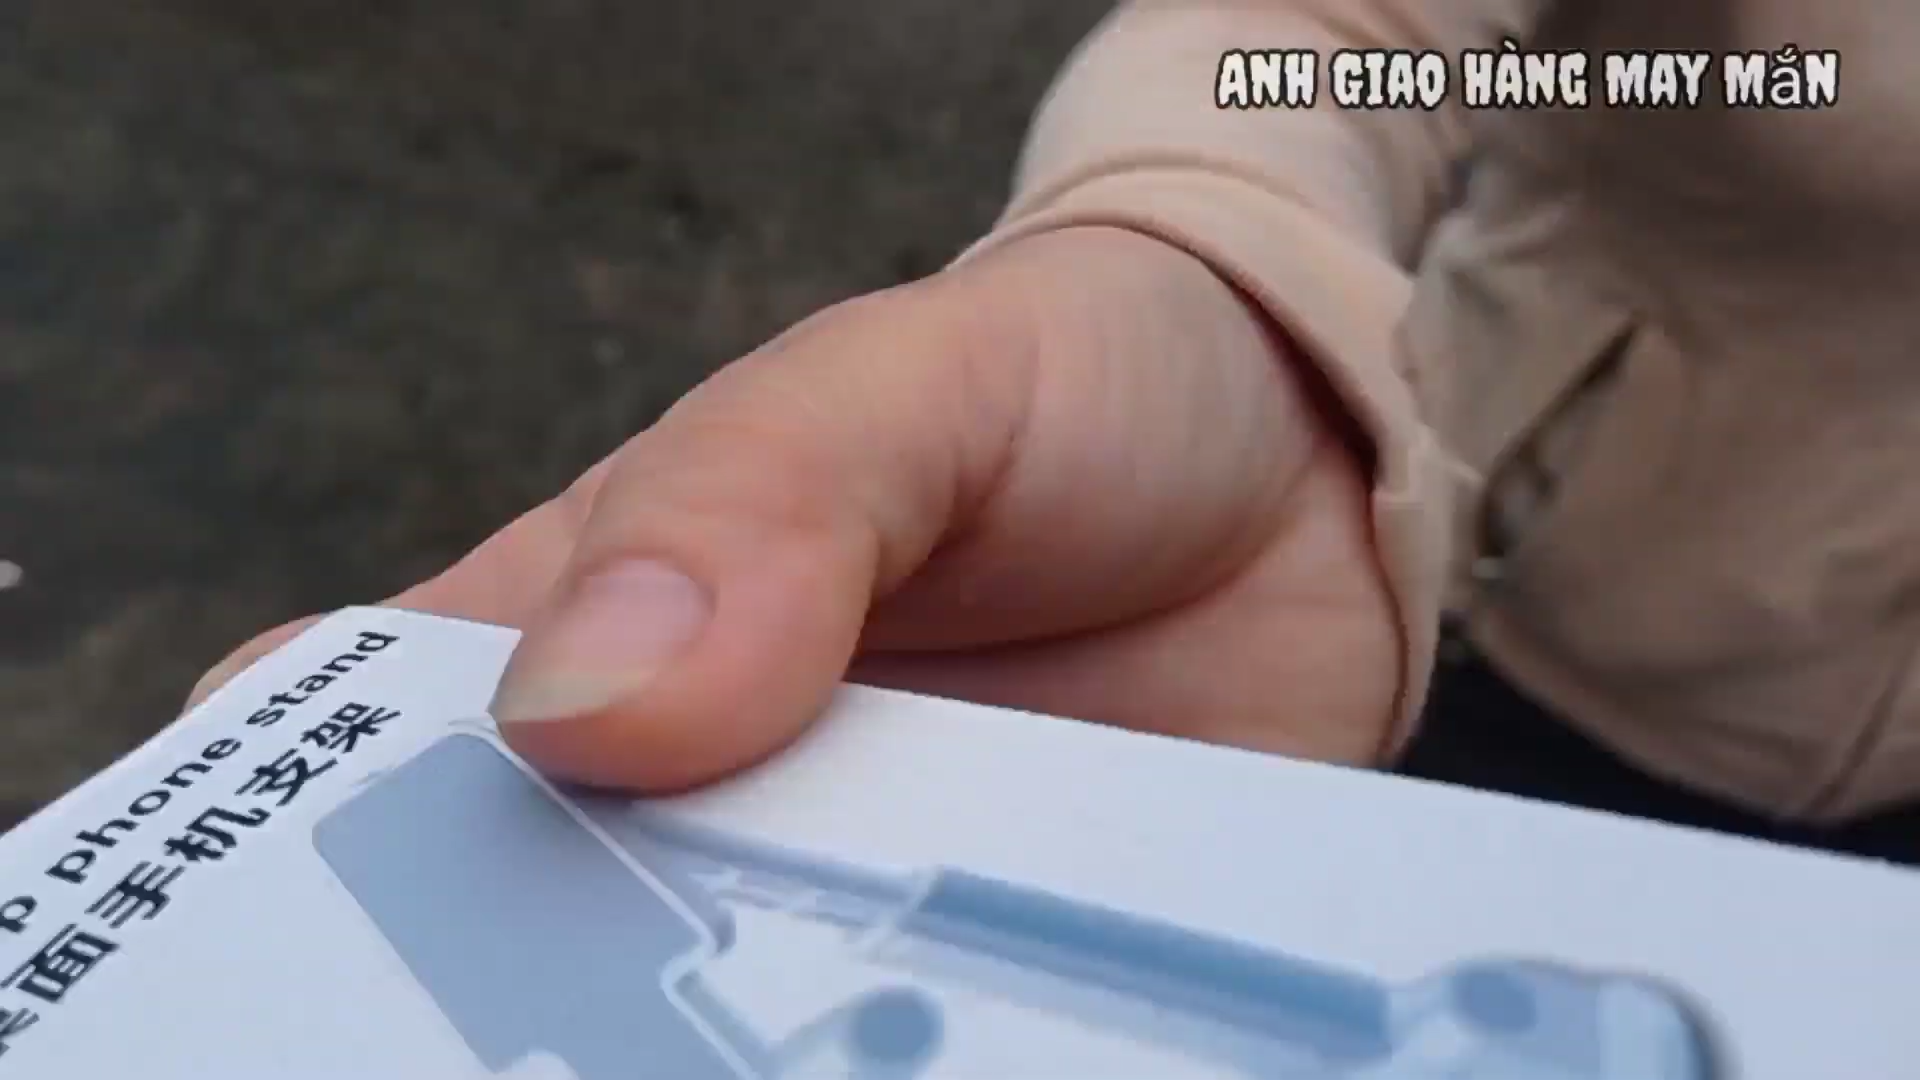 ANH GIAO HÀNG MAY MẮN
phone stand
面手机支架